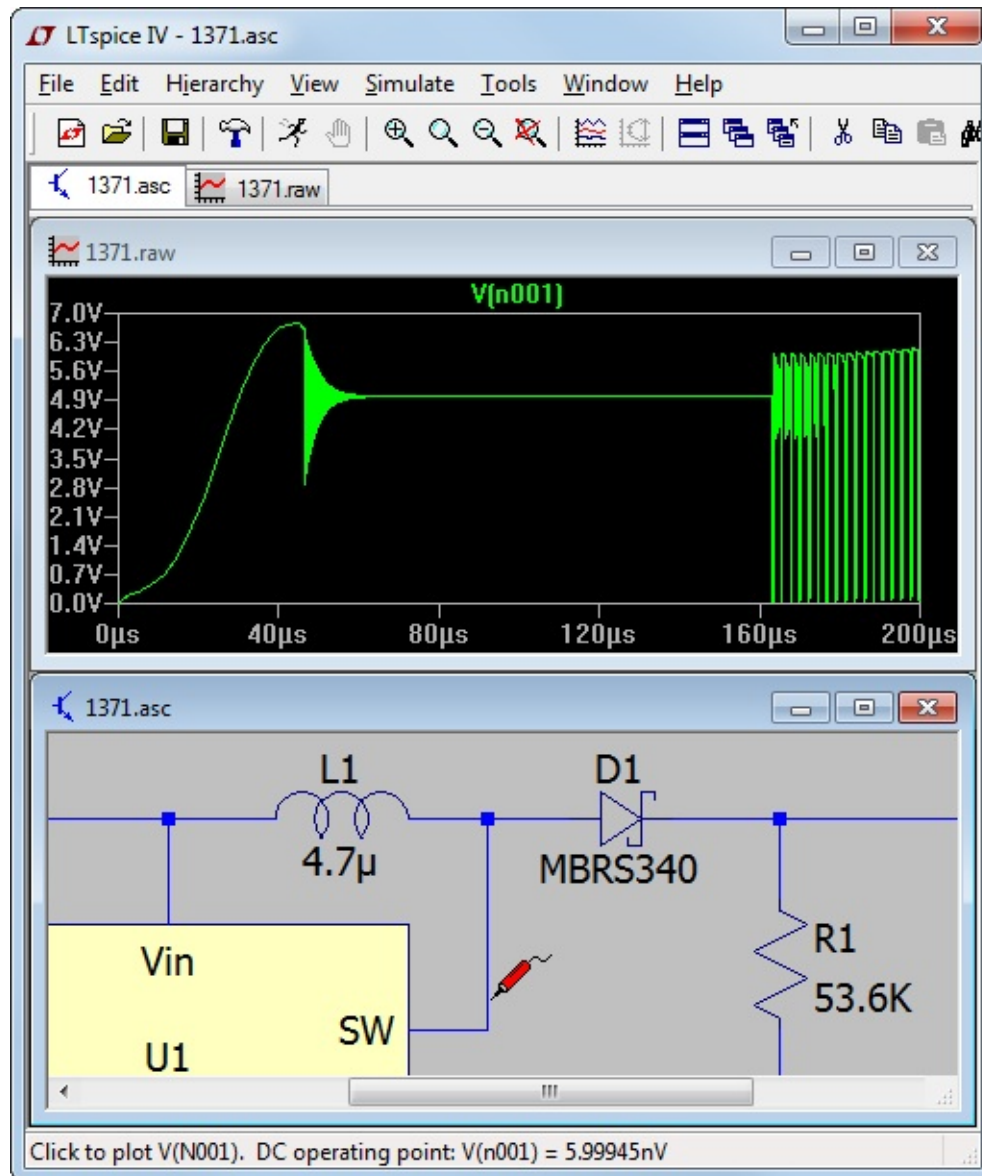 LTspice IV - 1371.asc
File Edit Hierarchy View Simulate Tools Window Help
1371.asc 1371.raw
1371.raw
V(n001)
7.0V
6.3V
5.6V
4.9V
4.2V
3.5V
2.8V
2.1V
1.4V
0.7V
0.0V
0µs 40µs 80µs 120µs 160µs 200µs
1371.asc
L1 D1
4.7µ MBRS340
Vin R1
53.6K
SW
U1
Click to plot V(N001). DC operating point: V(n001) = 5.99945nV